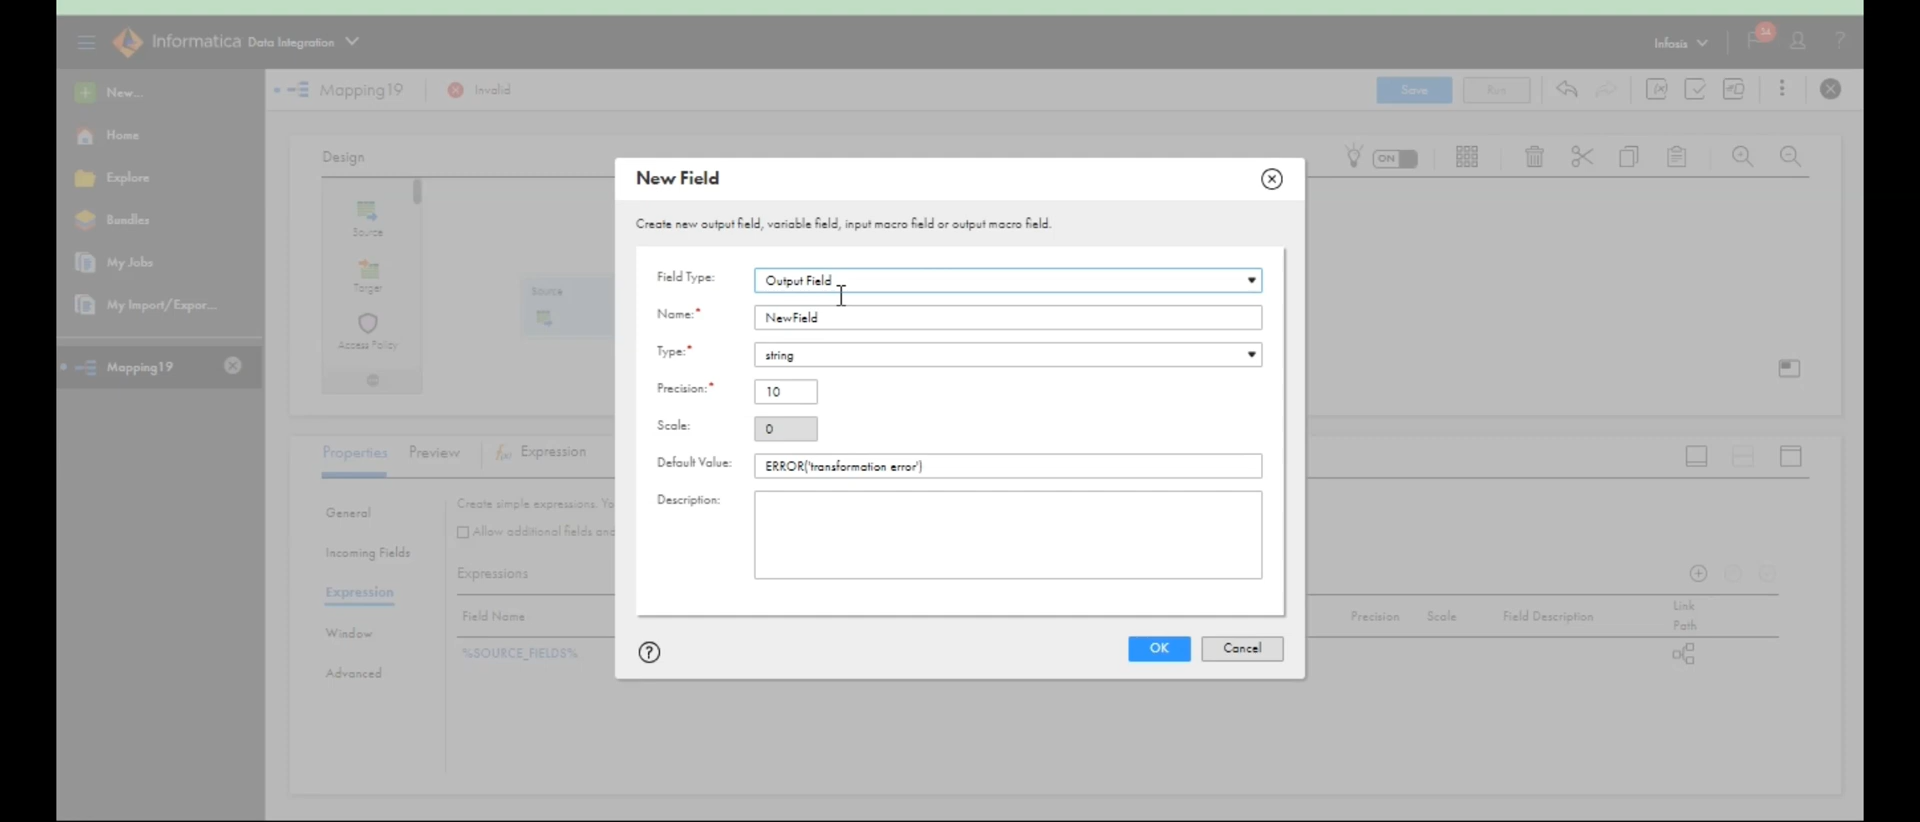 Informatica Data Integration
Infosis
54
?
New...
Home
Explore
Bundles
My Jobs
My Import/Expor...
Mapping19
Mapping19
Invalid
Save
Run
Design
ON
Source
Target
Access Policy
Source
New Field
Create new output field, variable field, input macro field or output macro field.
Field Type:
Output Field
Name:*
NewField
Type:*
string
Precision:*
10
Scale:
0
Default Value:
ERROR('transformation error')
Description:
?
OK
Cancel
Properties
Preview
Expression
General
Incoming Fields
Expression
Window
Advanced
Create simple expressions. Yo
Allow additional fields and
Expressions
Field Name
Precision
Scale
Field Description
Link
Path
%SOURCE_FIELDS%